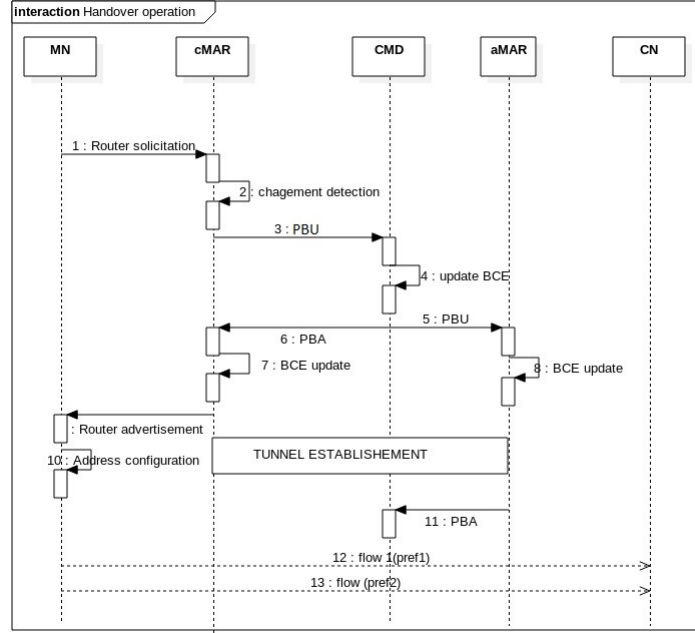 interaction Handover operation
MN cMAR CMD aMAR CN
1 : Router solicitation
2 : chagement detection
3 : PBU
4 : update BCE
5 : PBU
6 : PBA
7 : BCE update
8 : BCE update
: Router advertisement
10 : Address configuration
TUNNEL ESTABLISHEMENT
11 : PBA
12 : flow 1(pref1)
13 : flow (pref2)